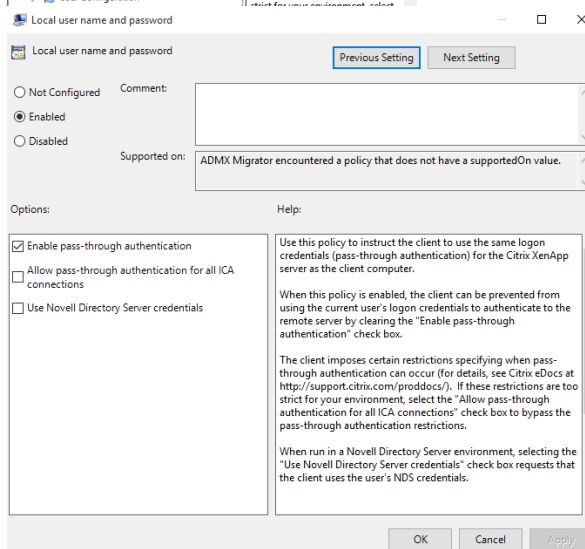 strict for your environment, select
Local user name and password
Local user name and password
Previous Setting
Next Setting
Not Configured
Comment:
Enabled
Disabled
Supported on:
ADMX Migrator encountered a policy that does not have a supportedOn value.
Options:
Help:
Enable pass-through authentication
Allow pass-through authentication for all ICA
connections
Use Novell Directory Server credentials
Use this policy to instruct the client to use the same logon
credentials (pass-through authentication) for the Citrix XenApp
server as the client computer.
When this policy is enabled, the client can be prevented from
using the current user's logon credentials to authenticate to the
remote server by clearing the "Enable pass-through
authentication" check box.
The client imposes certain restrictions specifying when pass-
through authentication can occur (for details, see Citrix eDocs at
http://support.citrix.com/proddocs/). If these restrictions are too
strict for your environment, select the "Allow pass-through
authentication for all ICA connections" check box to bypass the
pass-through authentication restrictions.
When run in a Novell Directory Server environment, selecting the
"Use Novell Directory Server credentials" check box requests that
the client uses the user's NDS credentials.
OK
Cancel
Apply